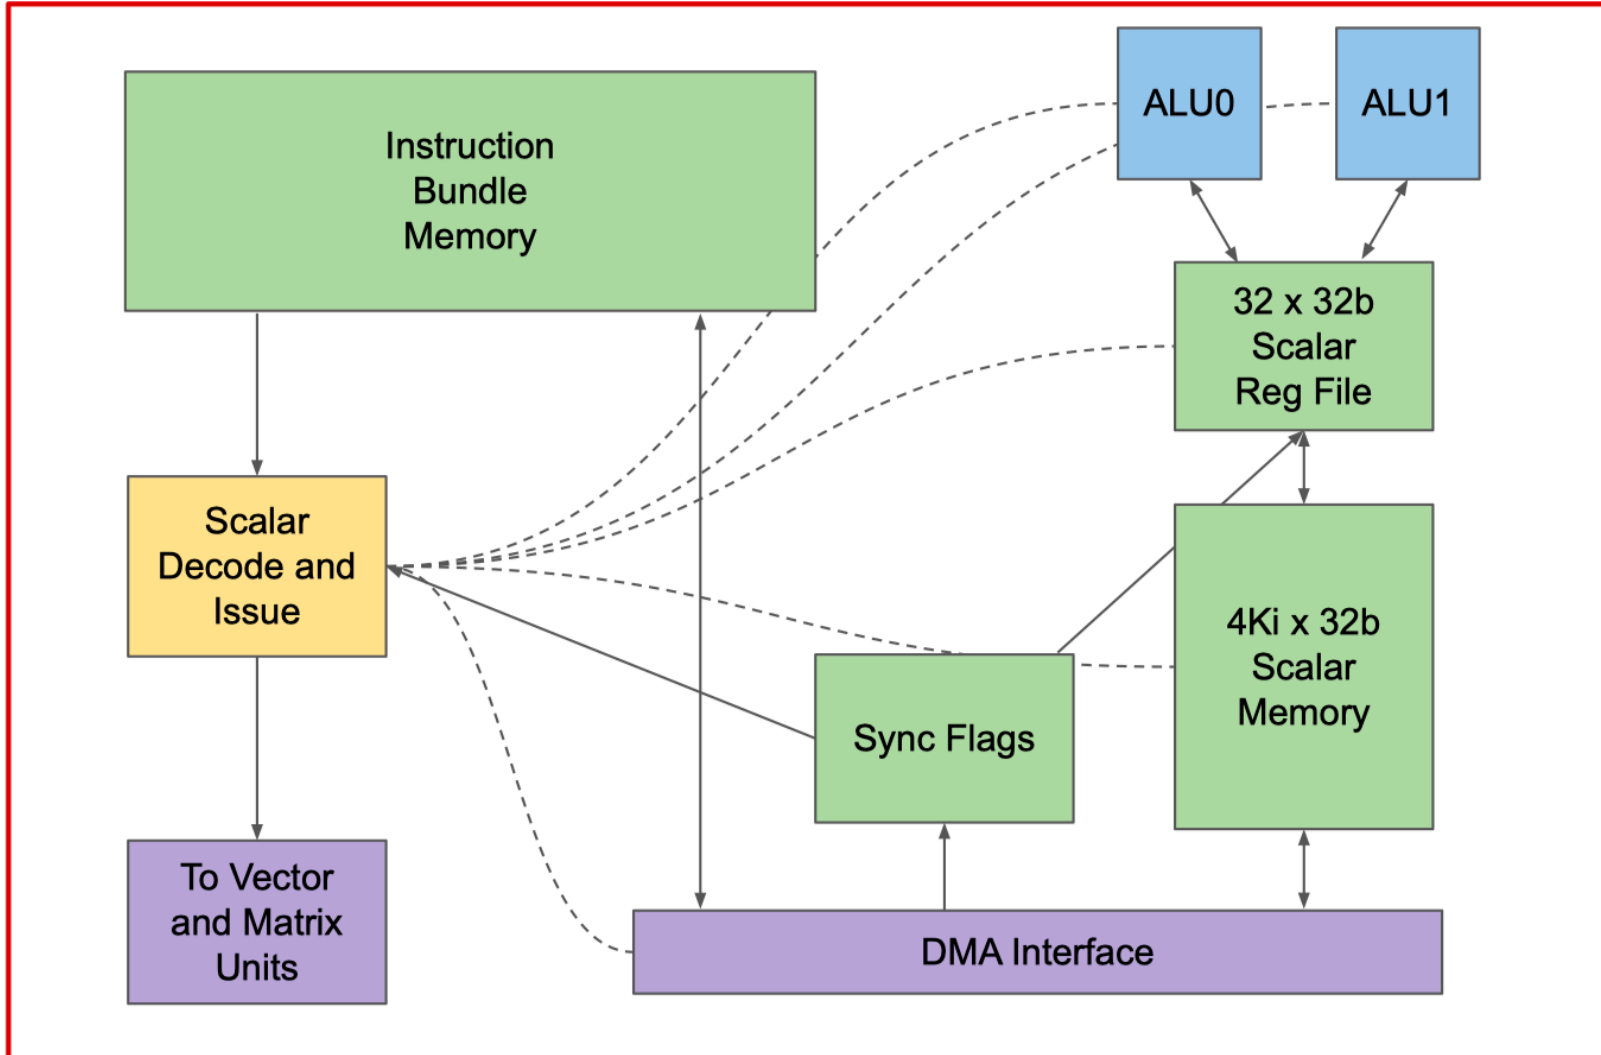 Instruction
Bundle
Memory
ALU0
ALU1
32 x 32b
Scalar
Reg File
Scalar
Decode and
Issue
4Ki x 32b
Scalar
Memory
Sync Flags
To Vector
and Matrix
Units
DMA Interface